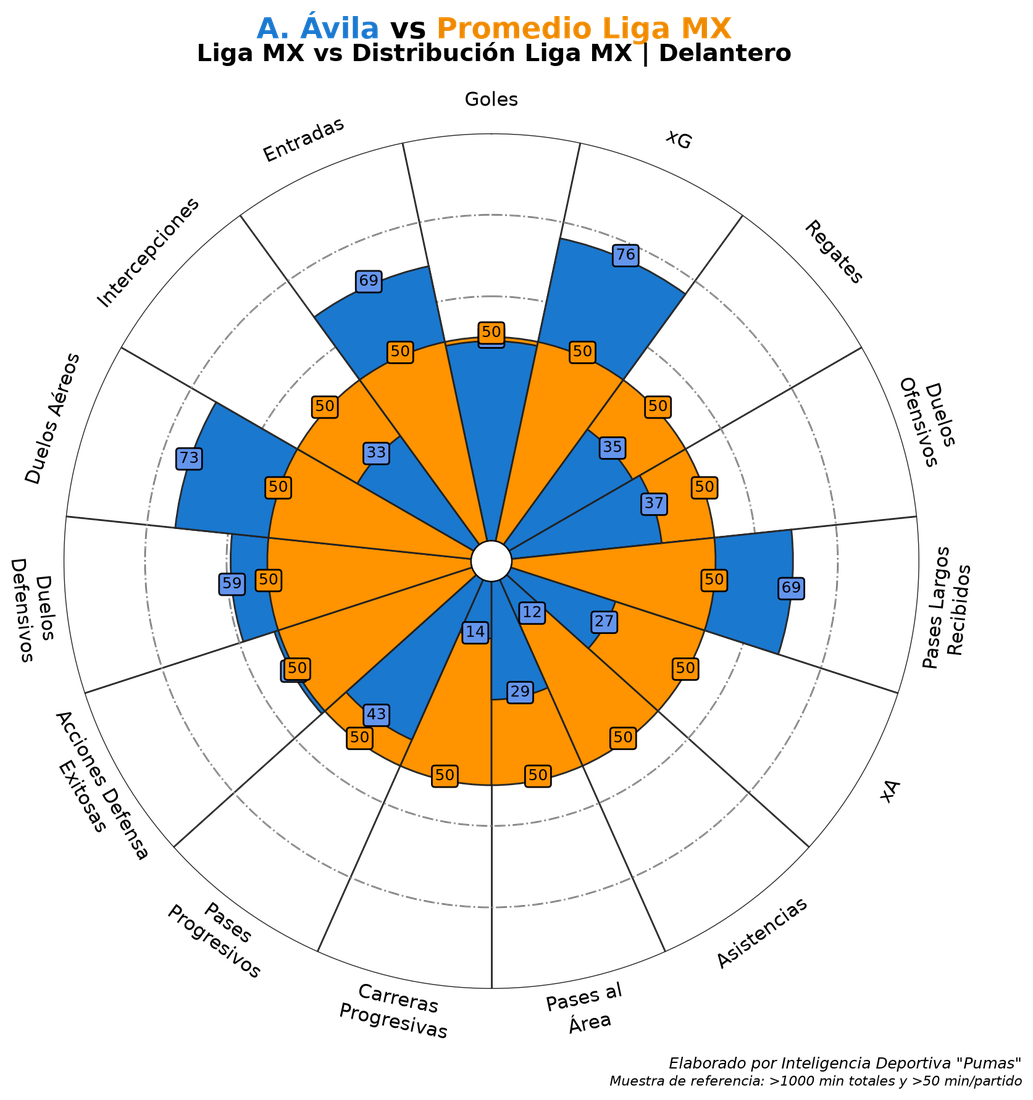 A. Ávila vs Promedio Liga MX
Liga MX vs Distribución Liga MX | Delantero
Goles
xG
Regates
Duelos
Ofensivos
Pases Largos
Recibidos
xA
Asistencias
Pases al
Área
Carreras
Progresivas
Pases
Progresivos
Acciones Defensa
Exitosas
Duelos
Defensivos
Duelos Aéreos
Intercepciones
Entradas
50
76
50
35
50
37
50
69
50
27
50
12
50
29
50
14
50
43
50
50
59
50
73
50
33
50
69
50
Elaborado por Inteligencia Deportiva "Pumas"
Muestra de referencia: >1000 min totales y >50 min/partido